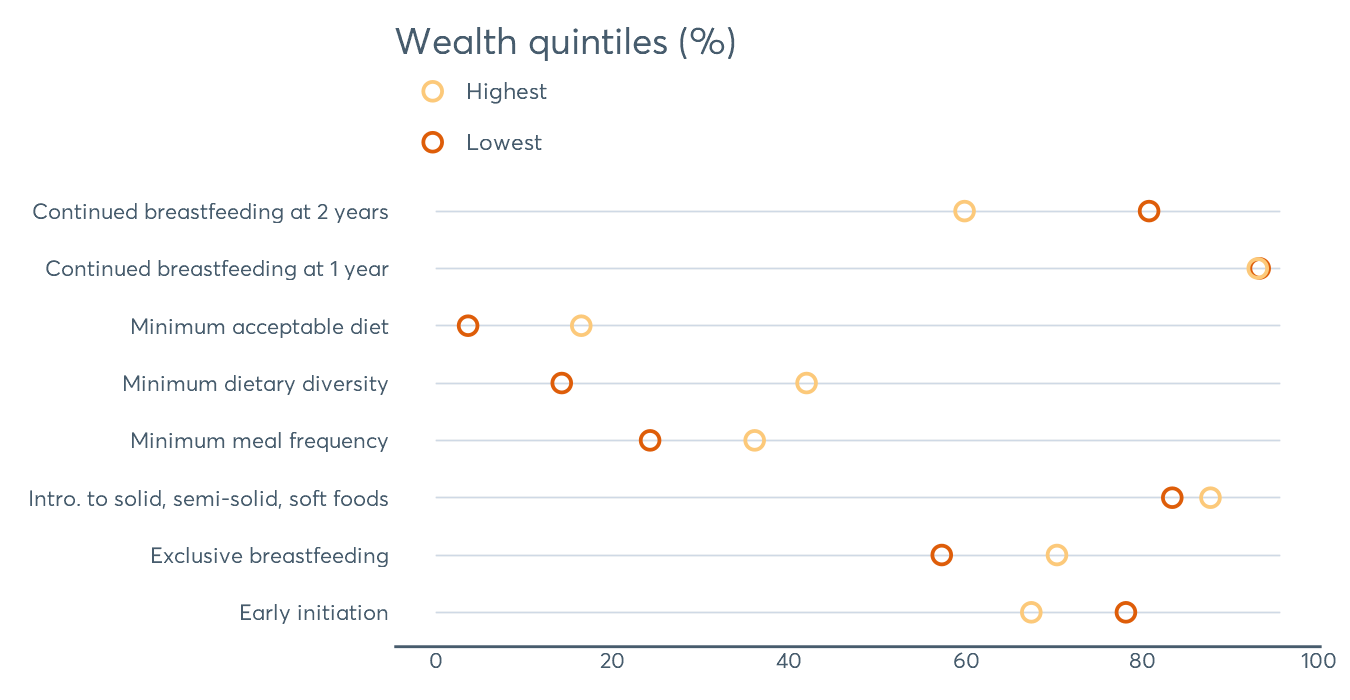 Wealth quintiles (%)
Highest
Lowest
Continued breastfeeding at 2 years
Continued breastfeeding at 1 year
Minimum acceptable diet
Minimum dietary diversity
Minimum meal frequency
Intro. to solid, semi-solid, soft foods
Exclusive breastfeeding
Early initiation
0 20 40 60 80 100